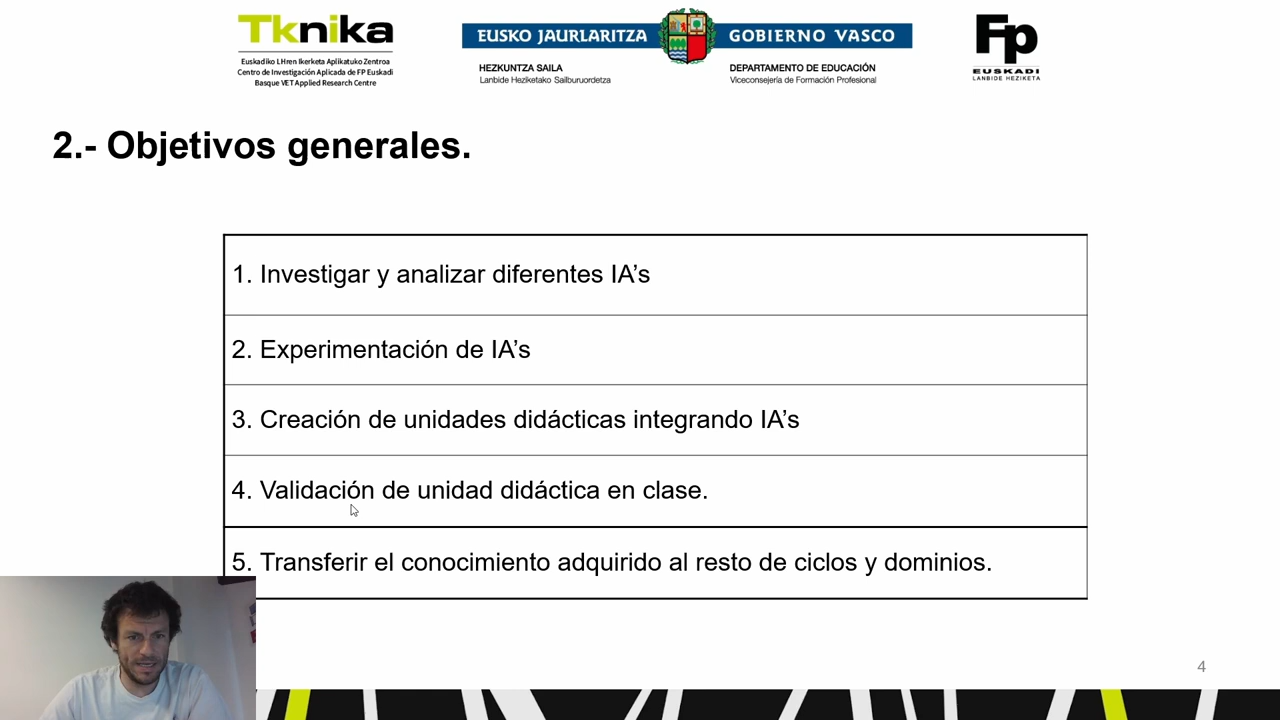 Tknika
Euskadiko LHren Ikerketa Aplikatuko Zentroa
Centro de Investigación Aplicada de FP Euskadi
Basque VET Applied Research Centre
EUSKO JAURLARITZA
GOBIERNO VASCO
HEZKUNTZA SAILA
Lanbide Heziketako Sailburuordetza
DEPARTAMENTO DE EDUCACIÓN
Viceconsejería de Formación Profesional
Fp
EUSKADI
LANBIDE HEZIKETA
2.- Objetivos generales.
1. Investigar y analizar diferentes IA’s
2. Experimentación de IA’s
3. Creación de unidades didácticas integrando IA’s
4. Validación de unidad didáctica en clase.
5. Transferir el conocimiento adquirido al resto de ciclos y dominios.
4